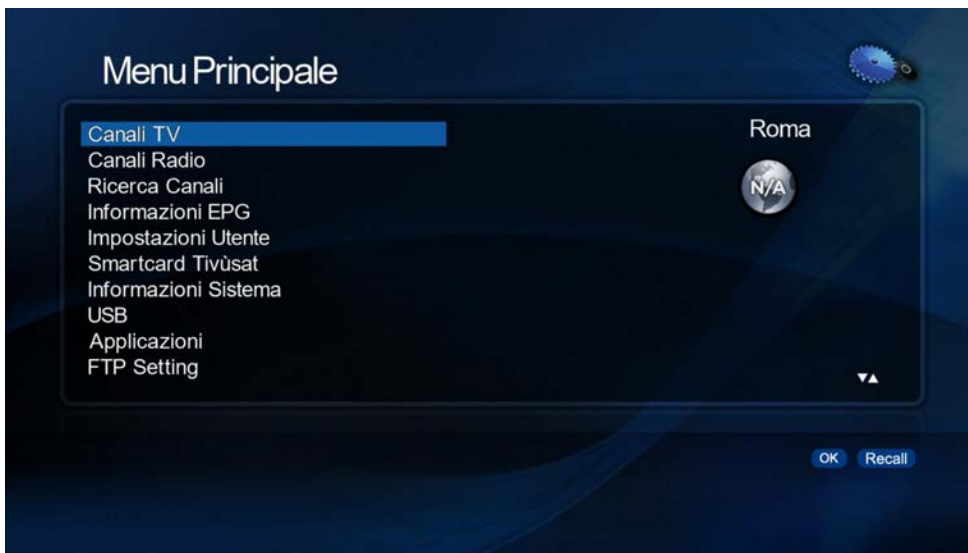 Menu Principale
Canali TV
Roma
Canali Radio
N/A
Ricerca Canali
Informazioni EPG
Impostazioni Utente
Smartcard Tivùsat
Informazioni Sistema
USB
Applicazioni
FTP Setting
OK Recall